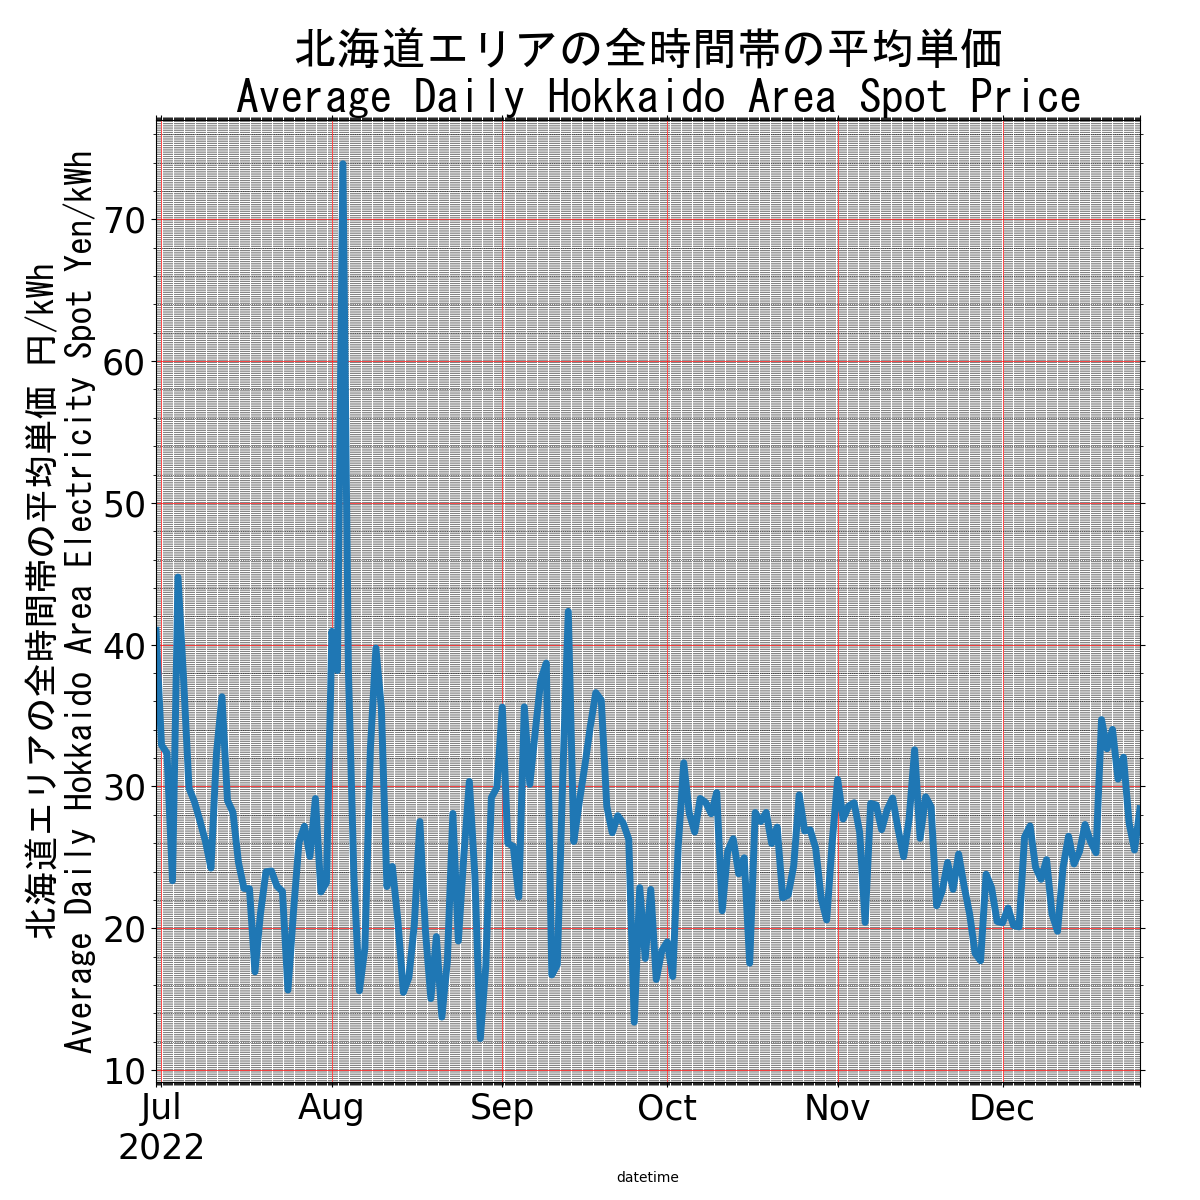 北海道エリアの全時間帯の平均単価
Average Daily Hokkaido Area Spot Price
北海道エリアの全時間帯の平均単価 円/kWh
Average Daily Hokkaido Area Electricity Spot Yen/kWh
70
60
50
40
30
20
10
Jul Aug Sep Oct Nov Dec
2022
datetime